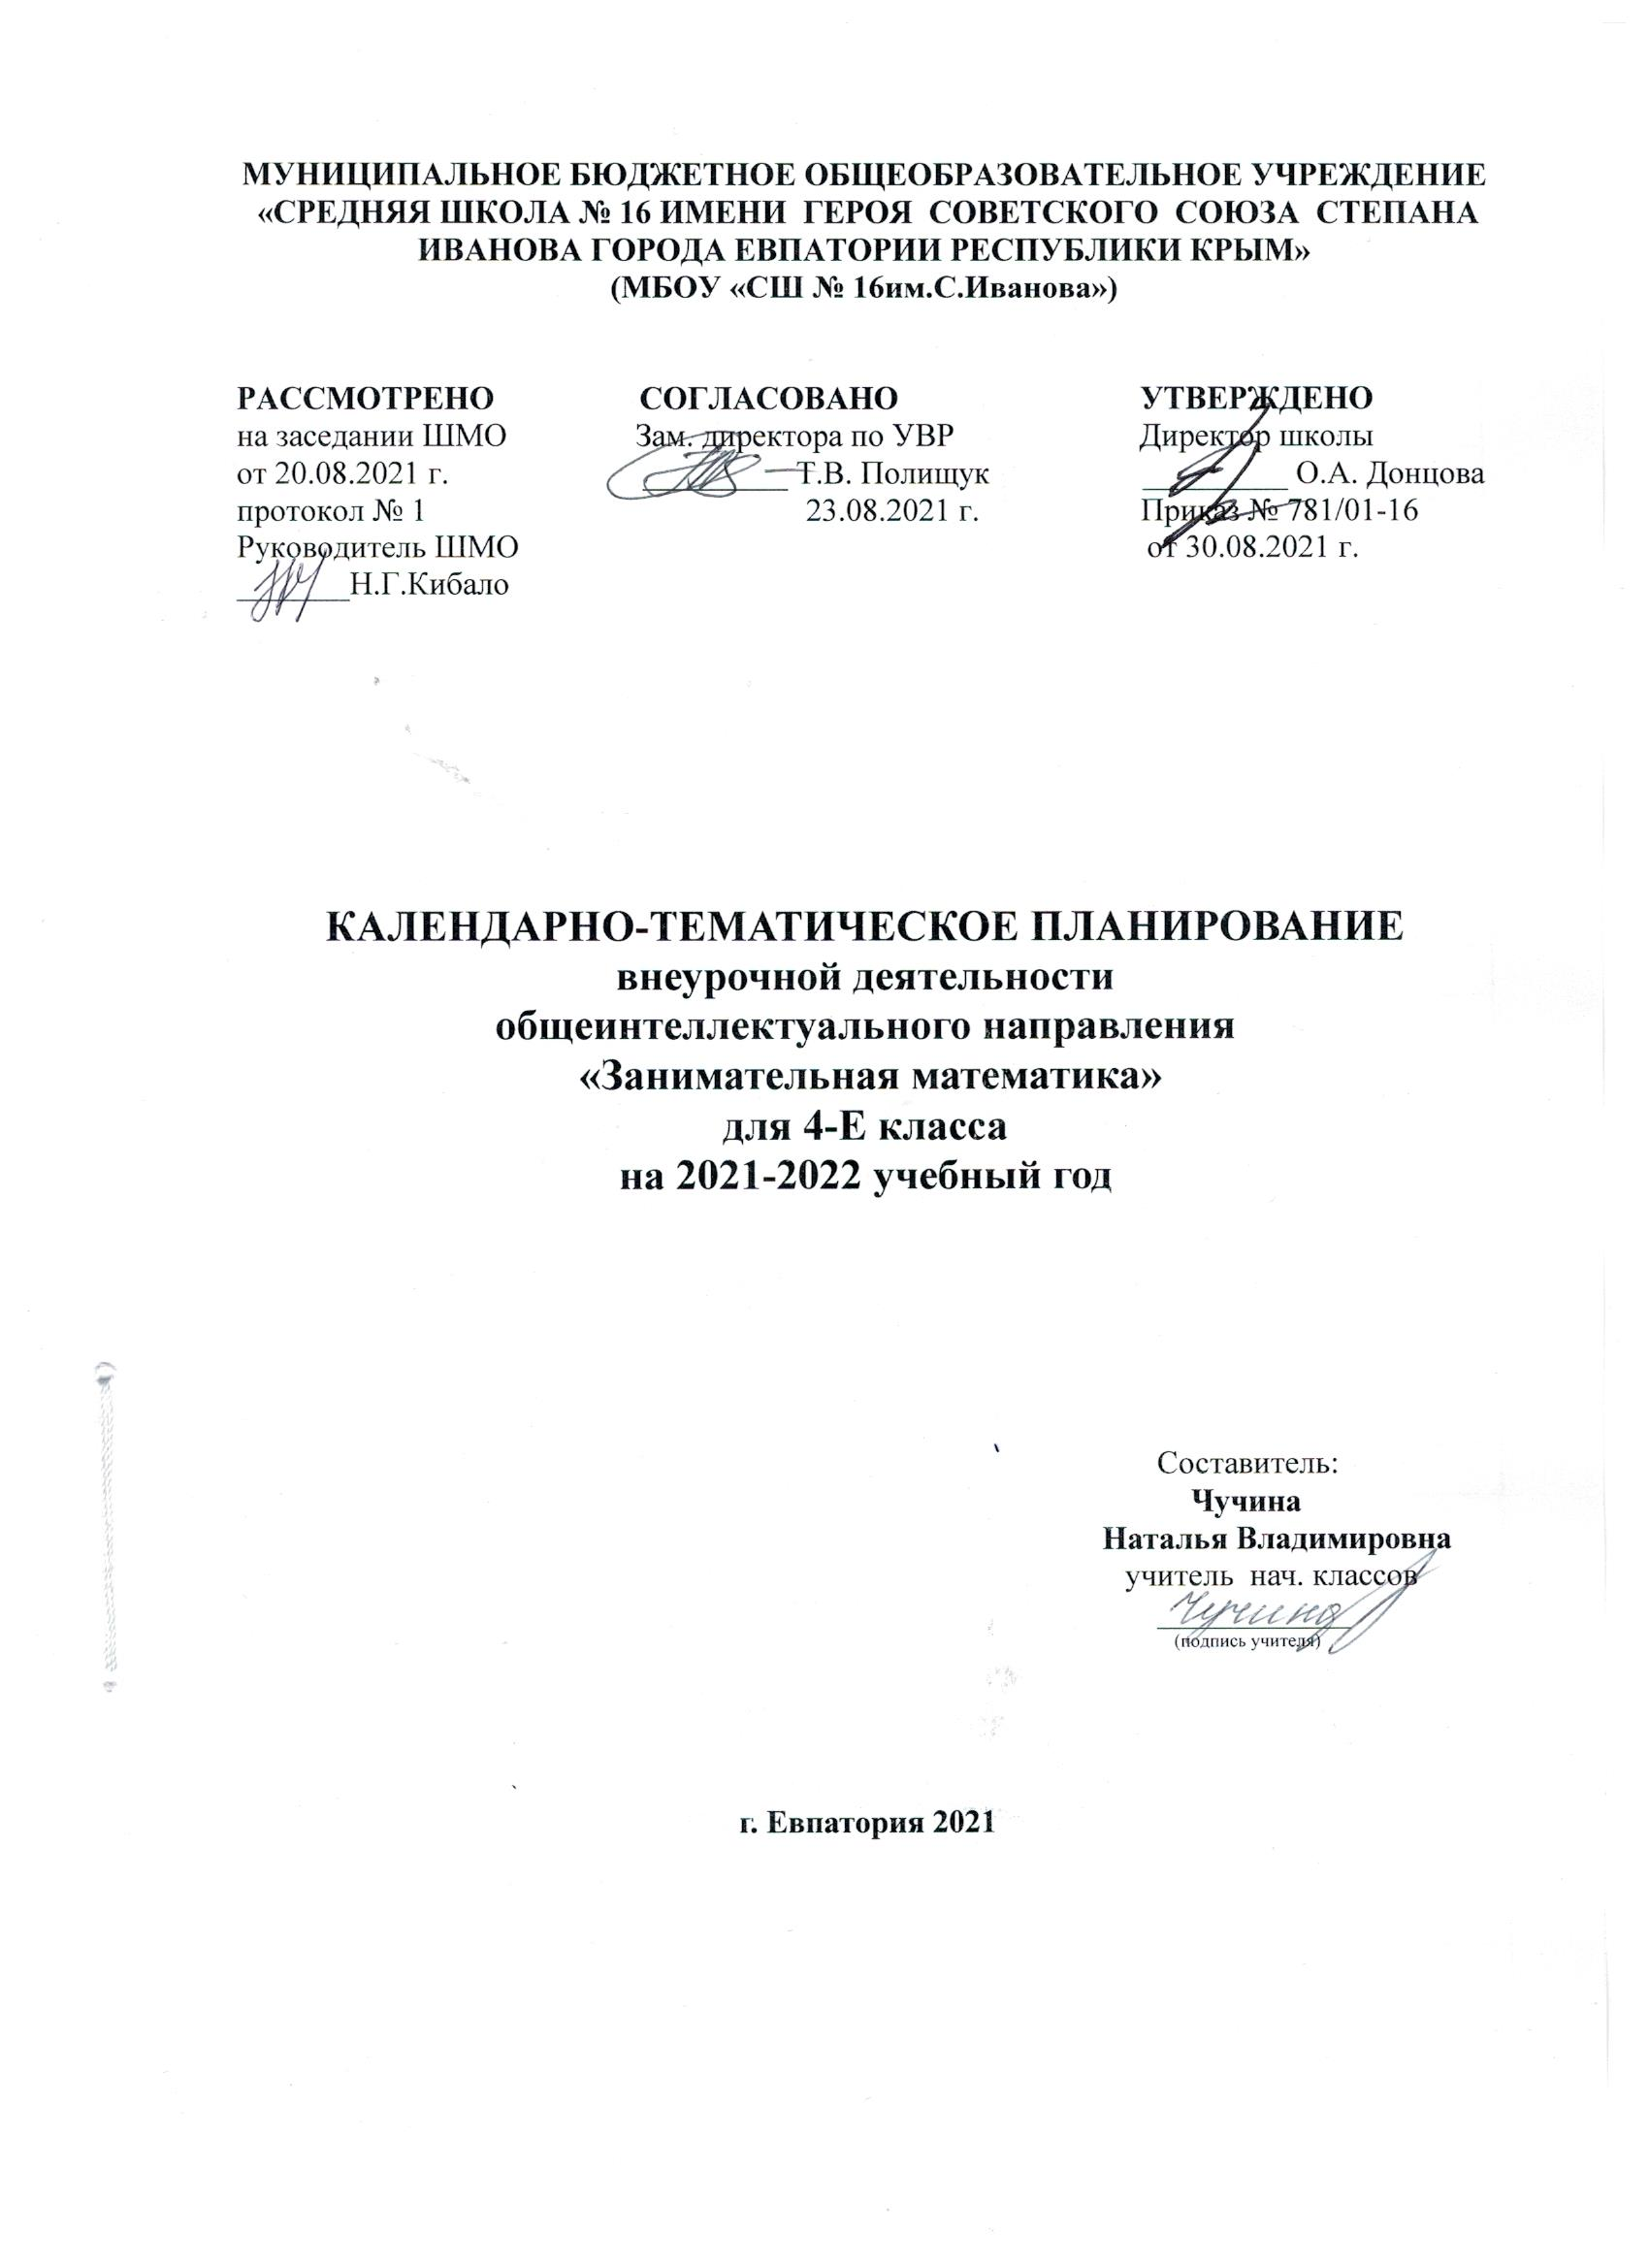 МУНИЦИПАЛЬНОЕ БЮДЖЕТНОЕ ОБЩЕОБРАЗОВАТЕЛЬНОЕ УЧРЕЖДЕНИЕ
«СРЕДНЯЯ ШКОЛА № 16 ИМЕНИ ГЕРОЯ СОВЕТСКОГО СОЮЗА СТЕПАНА
ИВАНОВА ГОРОДА ЕВПАТОРИИ РЕСПУБЛИКИ КРЫМ»
(МБОУ «СШ № 16им.С.Иванова»)
РАССМОТРЕНО
на заседании ШМО
от 20.08.2021 г.
протокол № 1
Руководитель ШМО
_______Н.Г.Кибало
СОГЛАСОВАНО
Зам. директора по УВР
_________ Т.В. Полищук
23.08.2021 г.
УТВЕРЖДЕНО
Директор школы
_________ О.А. Донцова
Приказ № 781/01-16
от 30.08.2021 г.
КАЛЕНДАРНО-ТЕМАТИЧЕСКОЕ ПЛАНИРОВАНИЕ
внеурочной деятельности
общеинтеллектуального направления
«Занимательная математика»
для 4-Е класса
на 2021-2022 учебный год
Составитель:
Чучина
Наталья Владимировна
учитель нач. классов
Чучина
(подпись учителя)
г. Евпатория 2021